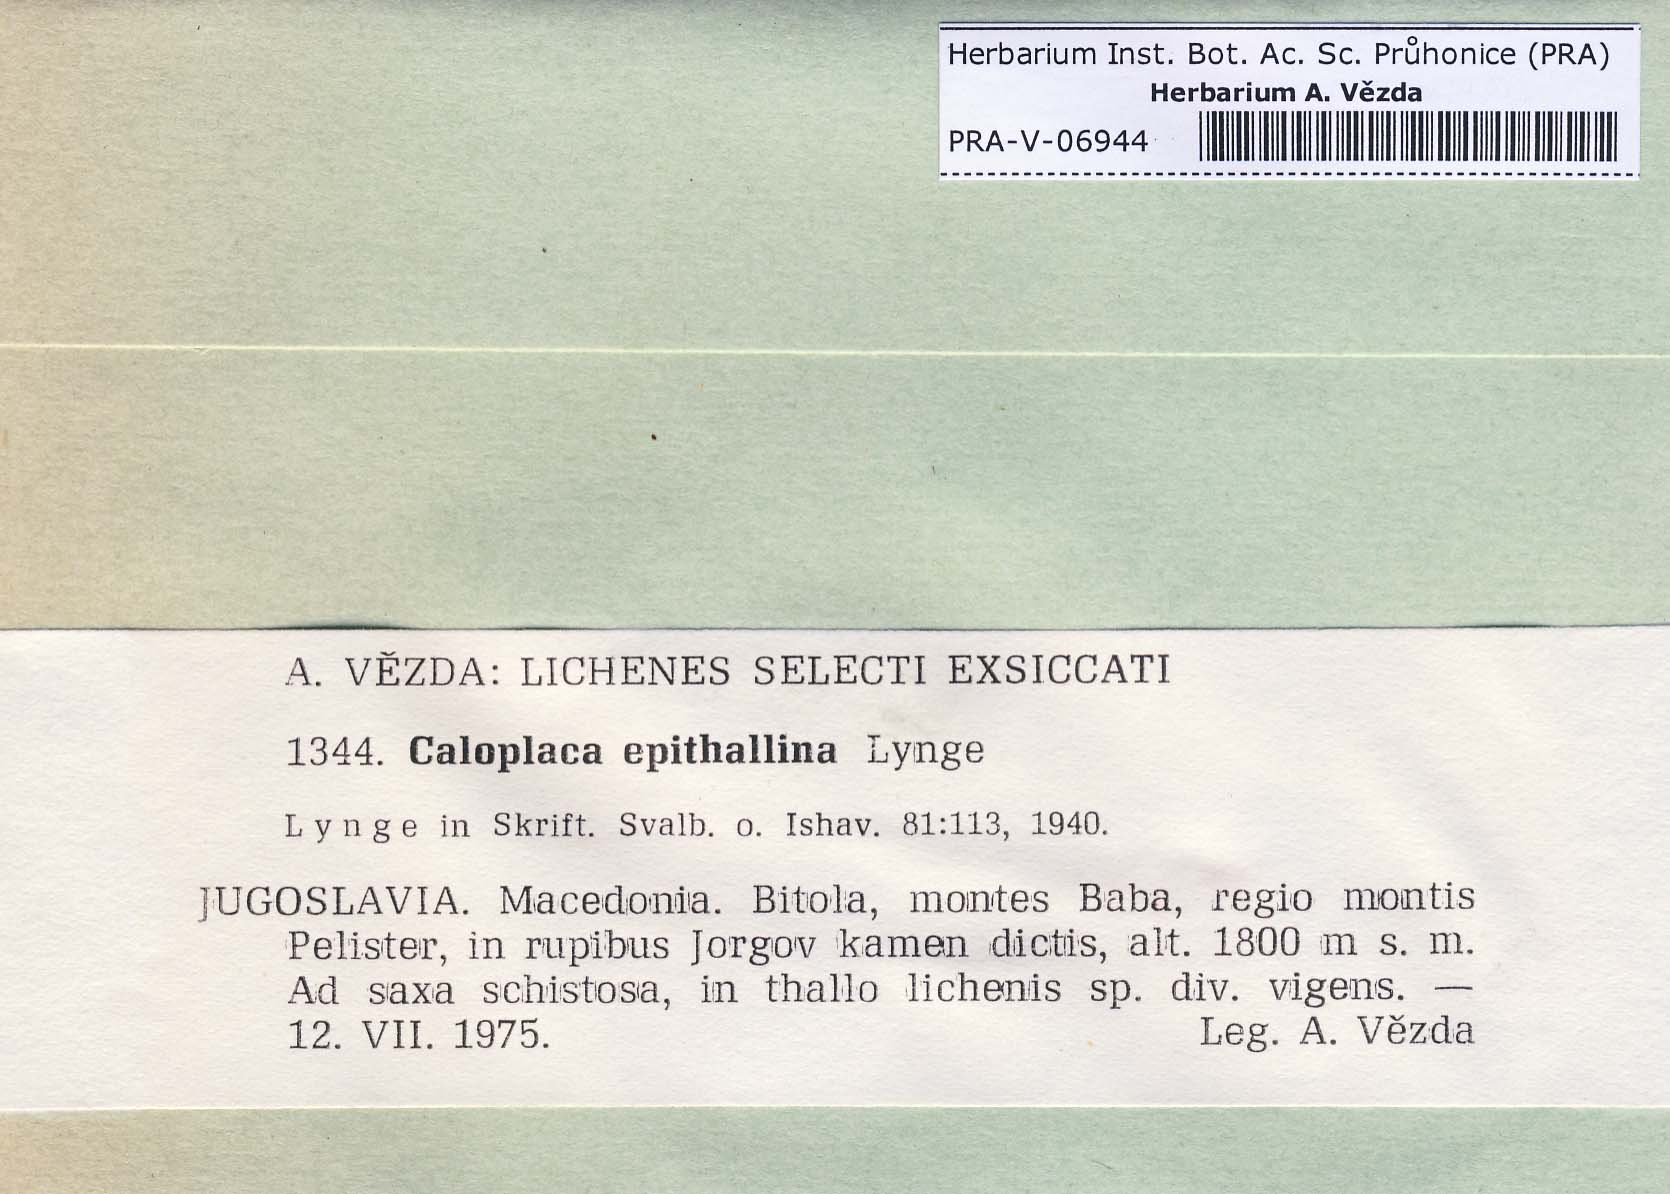 Herbarium Inst. Bot. Ac. Sc. Průhonice (PRA)
Herbarium A. Vězda
PRA-V-06944
A. VĚZDA: LICHENES SELECTI EXSICCATI
1344. Caloplaca epithallina Lynge
Lynge in Skrift. Svalb. o. Ishav. 81:113, 1940.
JUGOSLAVIA. Macedonia. Bitola, montes Baba, regio montis
Pelister, in rupibus Jorgov kamen dictis, alt. 1800 m s. m.
Ad saxa schistosa, in thallo lichenis sp. div. vigens. —
12. VII. 1975. Leg. A. Vězda